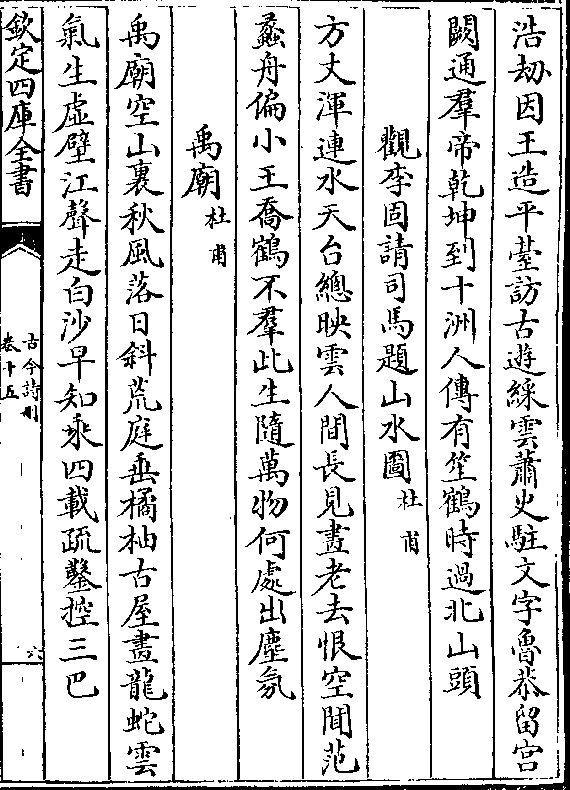 浩劫因王造平臺訪古遊綵雲蕭史駐文字魯恭留宫
闕通羣帝乾坤到十洲人傳有笙鶴時過北山頭
觀李固請司馬題山水圖杜甫
方丈渾連水天台總映雲人間長見畫老去恨空聞范
蠡舟偏小王喬鶴不羣此生隨萬物何處出塵氛
禹廟杜甫
禹廟空山裏秋風落日斜荒庭垂橘柚古屋畫龍蛇雲
氣生虚壁江聲走白沙早知乘四載疏鑿控三巴
欽定四庫全書
古今詩刪
卷十五
六